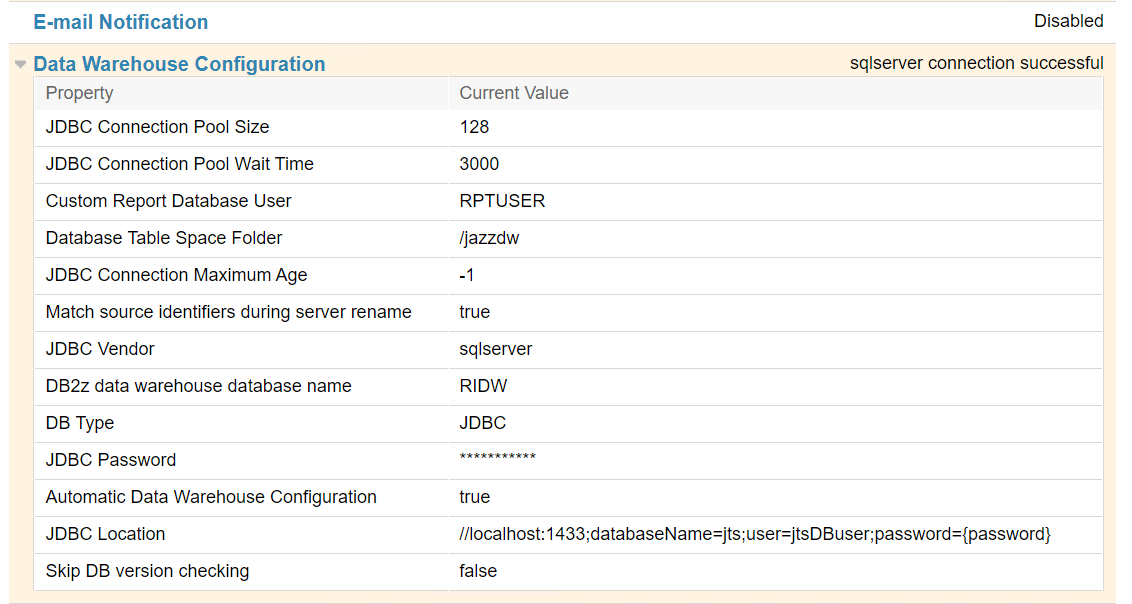 E-mail Notification Disabled
Data Warehouse Configuration sqlserver connection successful
Property Current Value
JDBC Connection Pool Size 128
JDBC Connection Pool Wait Time 3000
Custom Report Database User RPTUSER
Database Table Space Folder /jazzdw
JDBC Connection Maximum Age -1
Match source identifiers during server rename true
JDBC Vendor sqlserver
DB2z data warehouse database name RIDW
DB Type JDBC
JDBC Password ***********
Automatic Data Warehouse Configuration true
JDBC Location //localhost:1433;databaseName=jts;user=jtsDBuser;password={password}
Skip DB version checking false